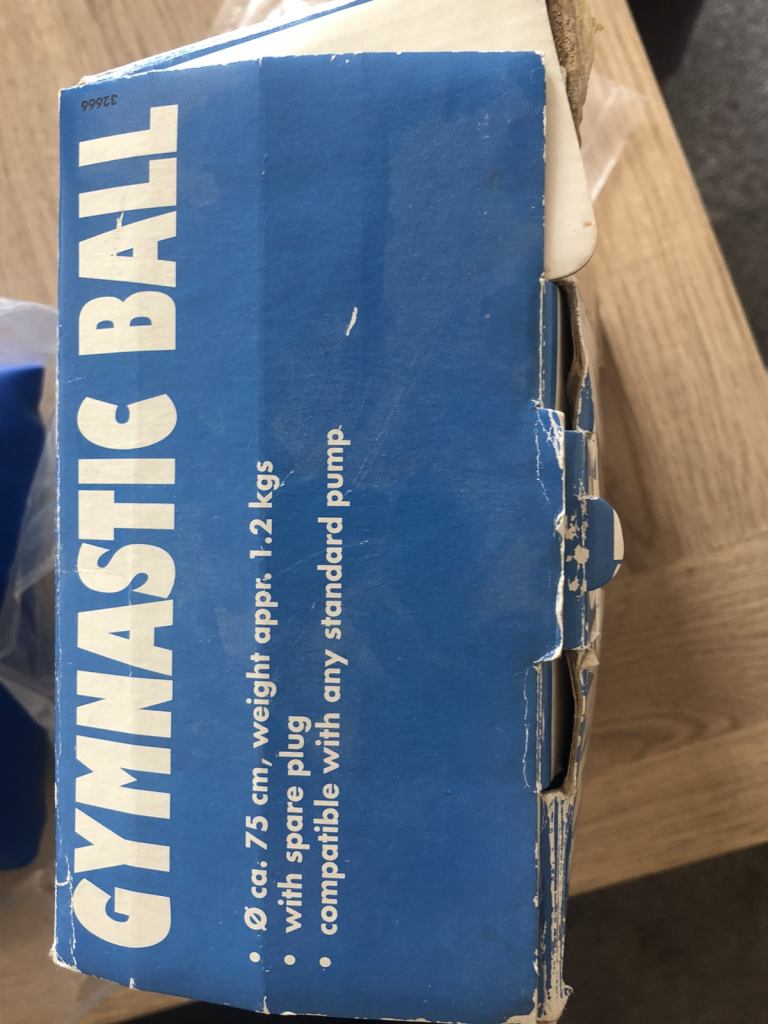 32666
GYMNASTIC BALL
• Ø ca. 75 cm, weight appr. 1.2 kgs
• with spare plug
• compatible with any standard pump